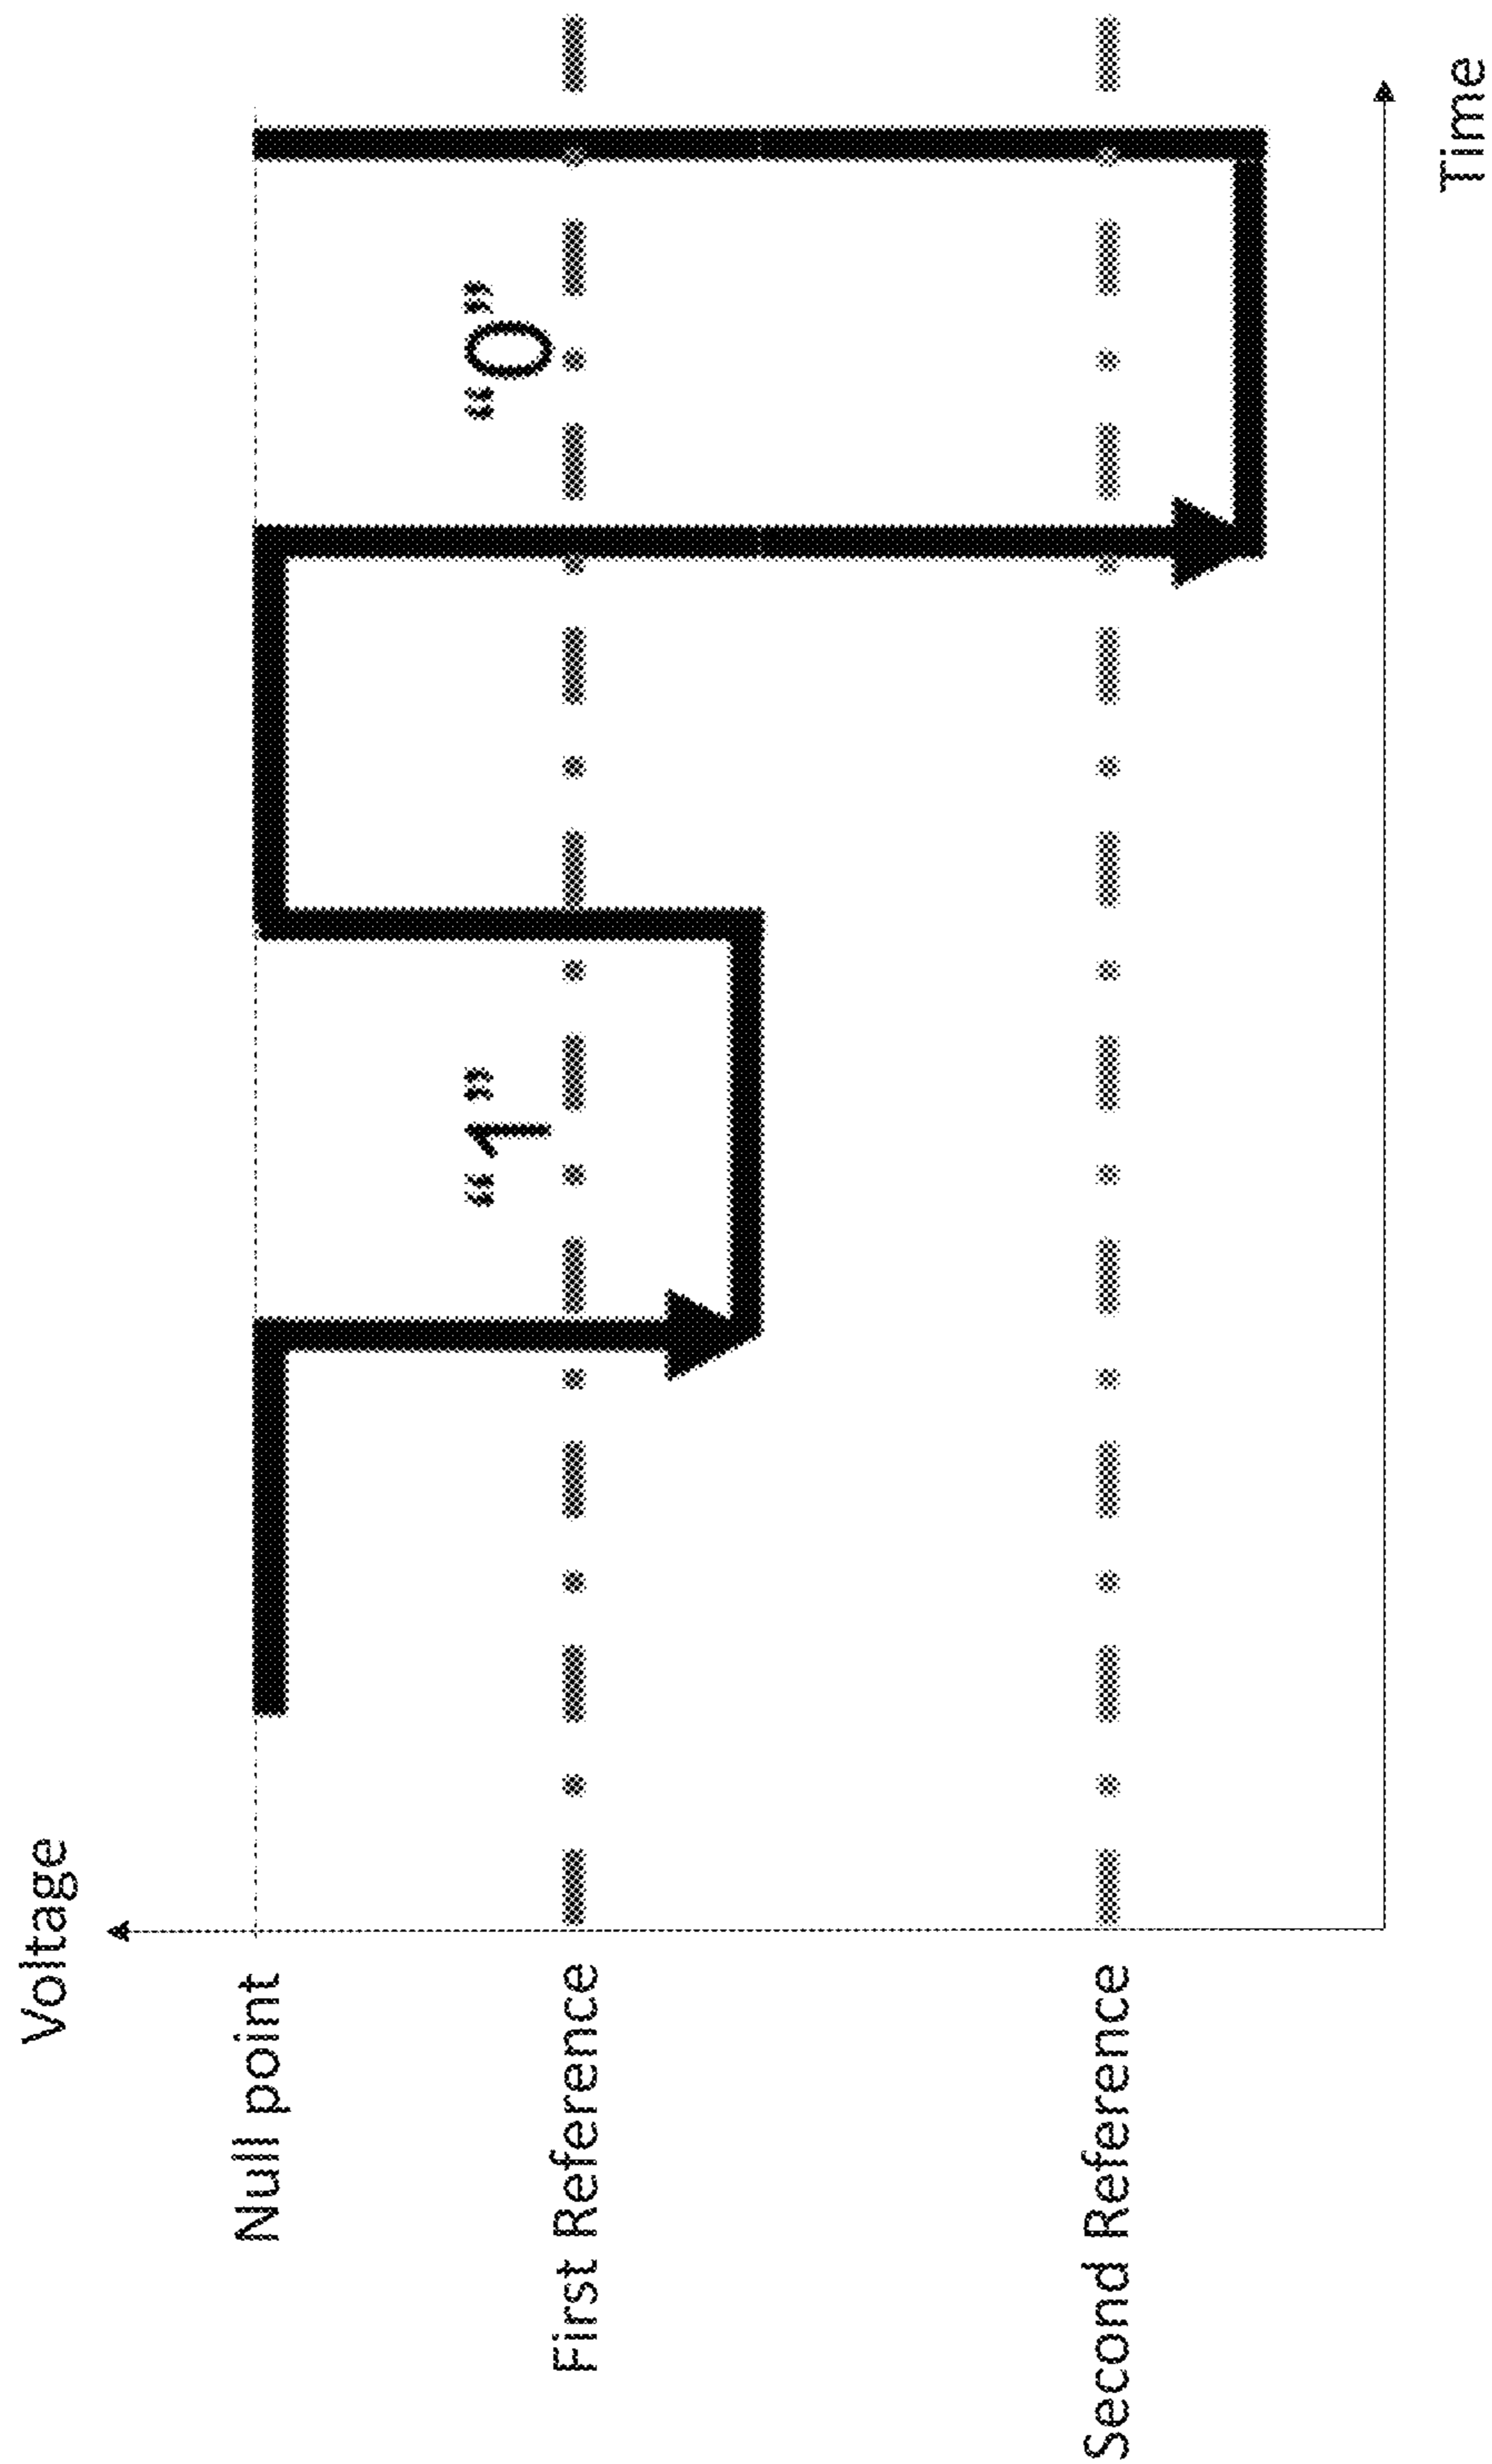 Voltage
Null point
First Reference
Second Reference
“1”
“0”
Time